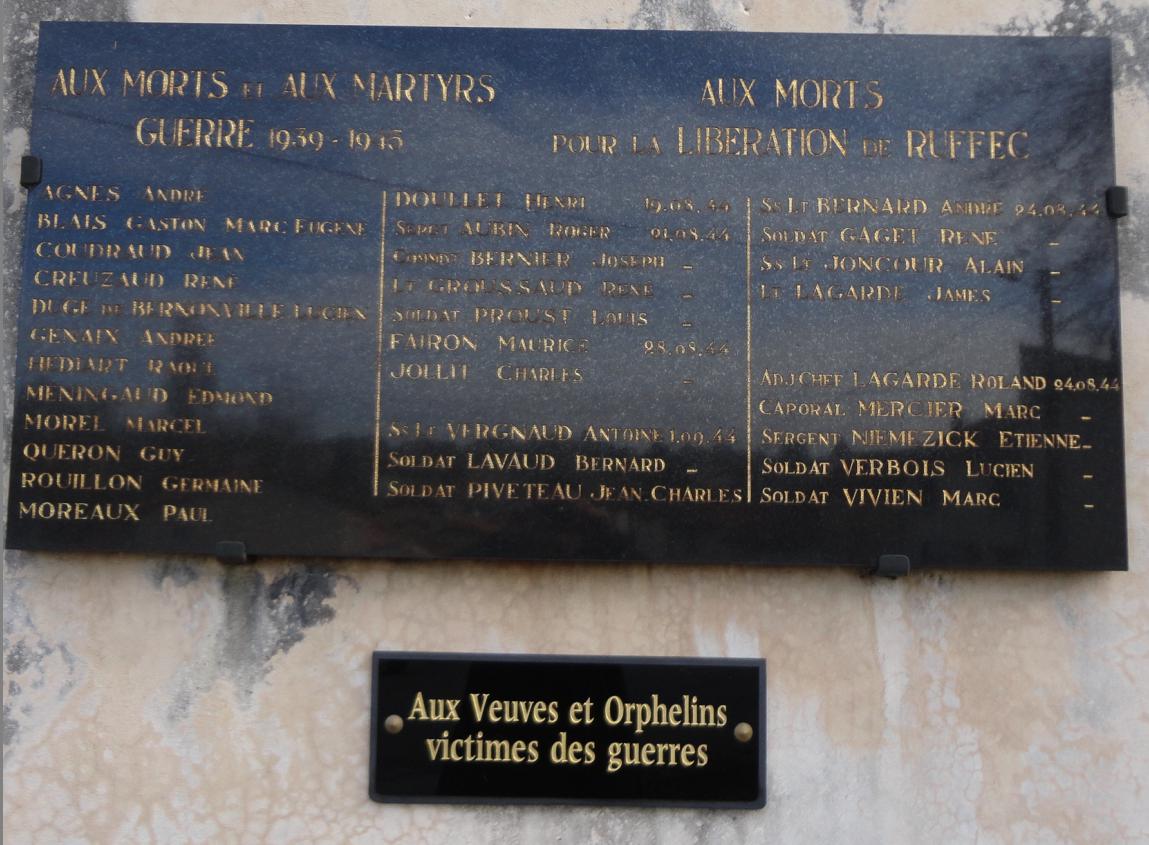 AUX MORTS ET AUX MARTYRS
GUERRE 1939-1945
AGNES ANDRE
BLAIS GASTON MARC EUGENE
COUDRAUD JEAN
CREUZAUD RENE
DUGE DE BERNONVILLE LUCIEN
GENAIX ANDREE
HEDIART RAOUL
MENINGAUD EDMOND
MOREL MARCEL
QUERON GUY
ROUILLON GERMAINE
MOREAUX PAUL
AUX MORTS
POUR LA LIBERATION DE RUFFEC
DOULLET HENRI 19.08.44
SERGT AUBIN ROGER 21.08.44
COMMDT BERNIER JOSEPH _
LT GROUSSAUD RENE _
SOLDAT PROUST LOUIS _
FAIRON MAURICE 28.08.44
JOLLIT CHARLES _
SS LT VERGNAUD ANTOINE 1.09.44
SOLDAT LAVAUD BERNARD _
SOLDAT PIVETEAU JEAN.CHARLES
SS LT BERNARD ANDRE 24.08.44
SOLDAT GAGET RENE _
SS LT JONCOUR ALAIN _
LT LAGARDE JAMES _
ADJ CHEF LAGARDE ROLAND 24.08.44
CAPORAL MERCIER MARC _
SERGENT NIEMEZICK ETIENNE _
SOLDAT VERBOIS LUCIEN _
SOLDAT VIVIEN MARC _
Aux Veuves et Orphelins
victimes des guerres